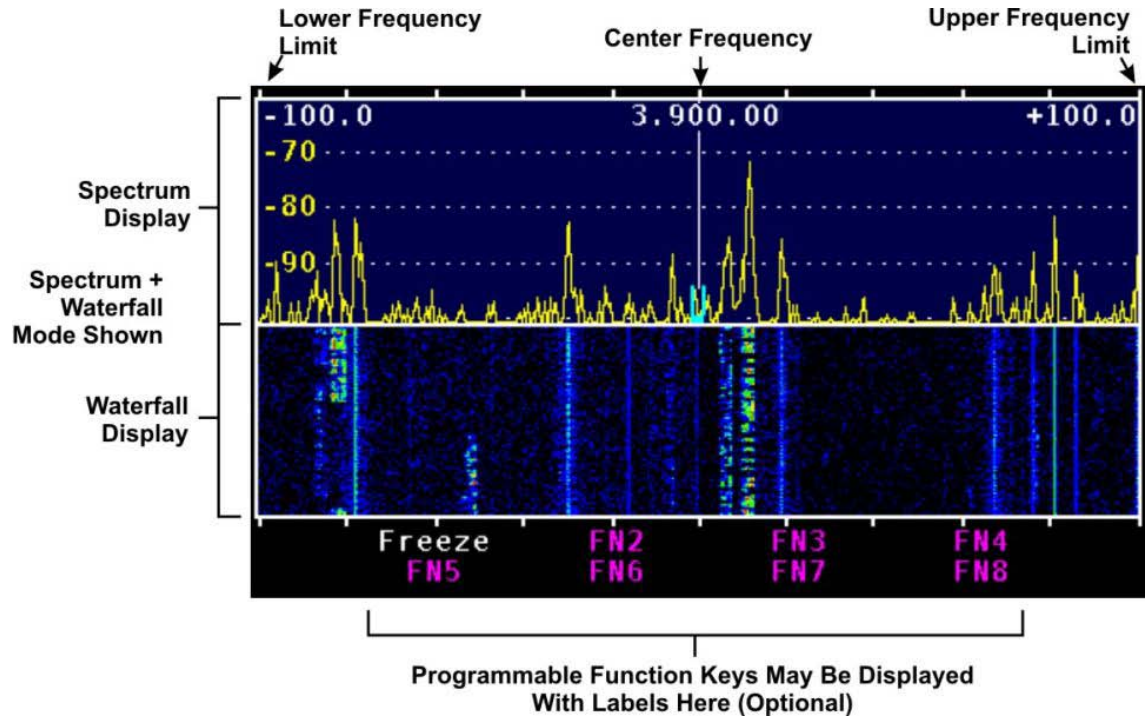 Lower Frequency
Limit
Center Frequency
Upper Frequency
Limit
-100.0 3.900.00 +100.0
-70
-80
-90
Spectrum
Display
Spectrum +
Waterfall
Mode Shown
Waterfall
Display
Freeze FN2 FN3 FN4
FN5 FN6 FN7 FN8
Programmable Function Keys May Be Displayed
With Labels Here (Optional)